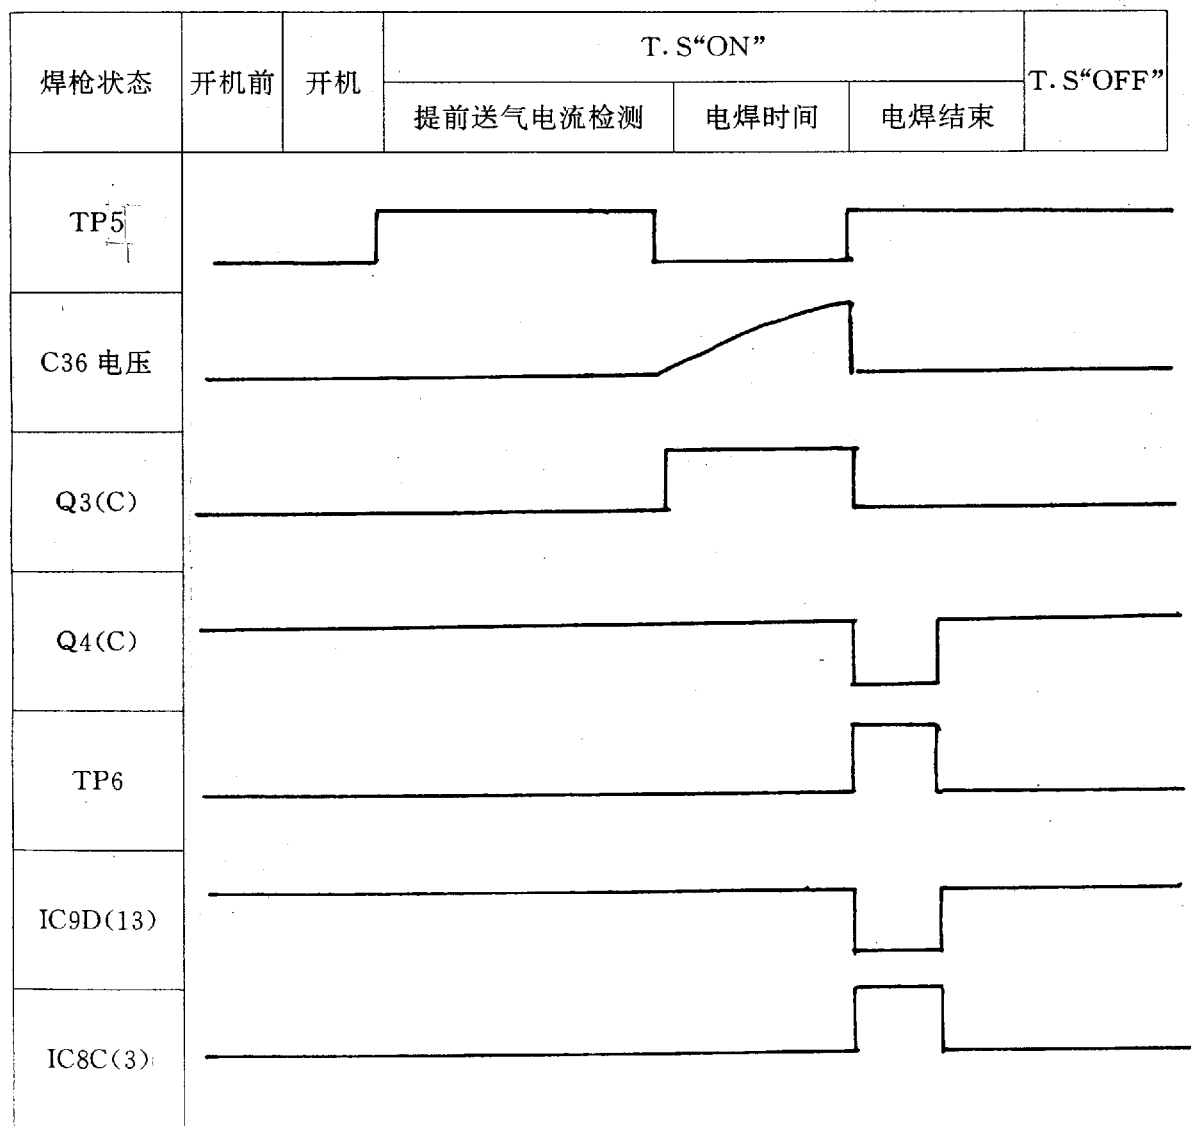 T.S“ON”
焊枪状态 开机前 开机 T.S“OFF”
提前送气电流检测 电焊时间 电焊结束
TP5
C36 电压
Q3(C)
Q4(C)
TP6
IC9D(13)
IC8C(3)